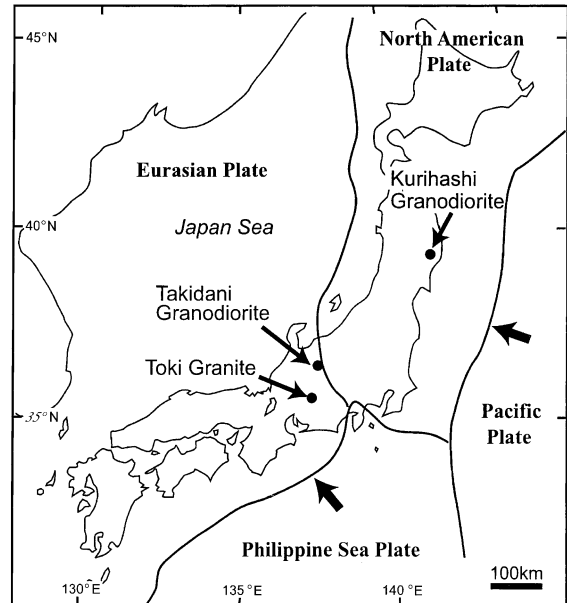 45°N
North American
Plate
Eurasian Plate
Kurihashi
Granodiorite
40°N
Japan Sea
Takidani
Granodiorite
Toki Granite
35°N
Pacific
Plate
Philippine Sea Plate
100km
130°E
135°E
140°E